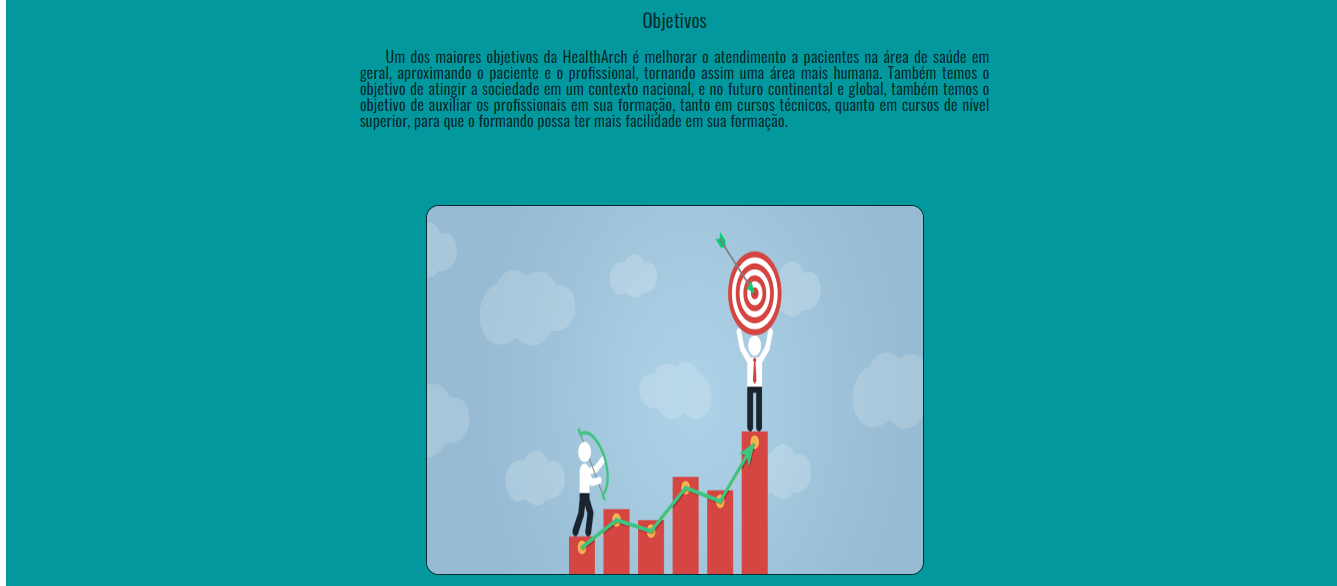 Objetivos
Um dos maiores objetivos da HealthArch é melhorar o atendimento a pacientes na área de saúde em
geral, aproximando o paciente e o profissional, tornando assim uma área mais humana. Também temos o
objetivo de atingir a sociedade em um contexto nacional, e no futuro continental e global, também temos o
objetivo de auxiliar os profissionais em sua formação, tanto em cursos técnicos, quanto em cursos de nível
superior, para que o formando possa ter mais facilidade em sua formação.